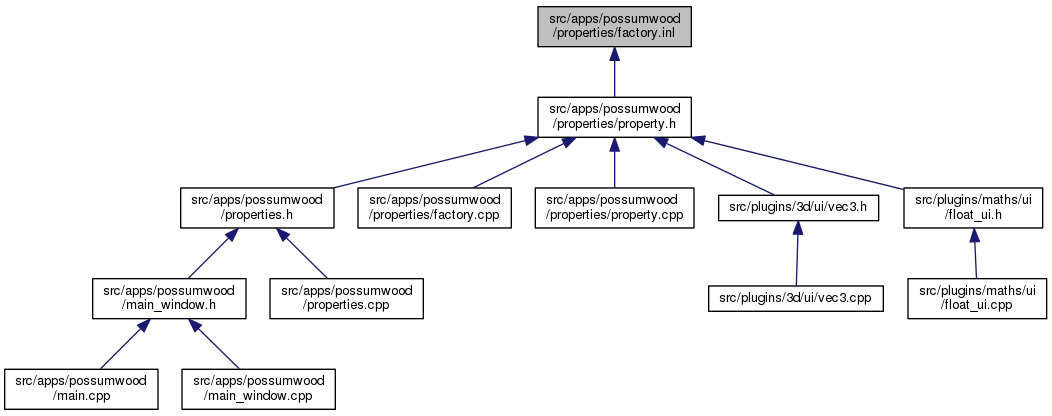 src/apps/possumwood
/properties/factory.inl
src/apps/possumwood
/properties/property.h
src/apps/possumwood
/properties.h
src/apps/possumwood
/properties/factory.cpp
src/apps/possumwood
/properties/property.cpp
src/plugins/3d/ui/vec3.h
src/plugins/maths/ui
/float_ui.h
src/apps/possumwood
/main_window.h
src/apps/possumwood
/properties.cpp
src/plugins/3d/ui/vec3.cpp
src/plugins/maths/ui
/float_ui.cpp
src/apps/possumwood
/main.cpp
src/apps/possumwood
/main_window.cpp